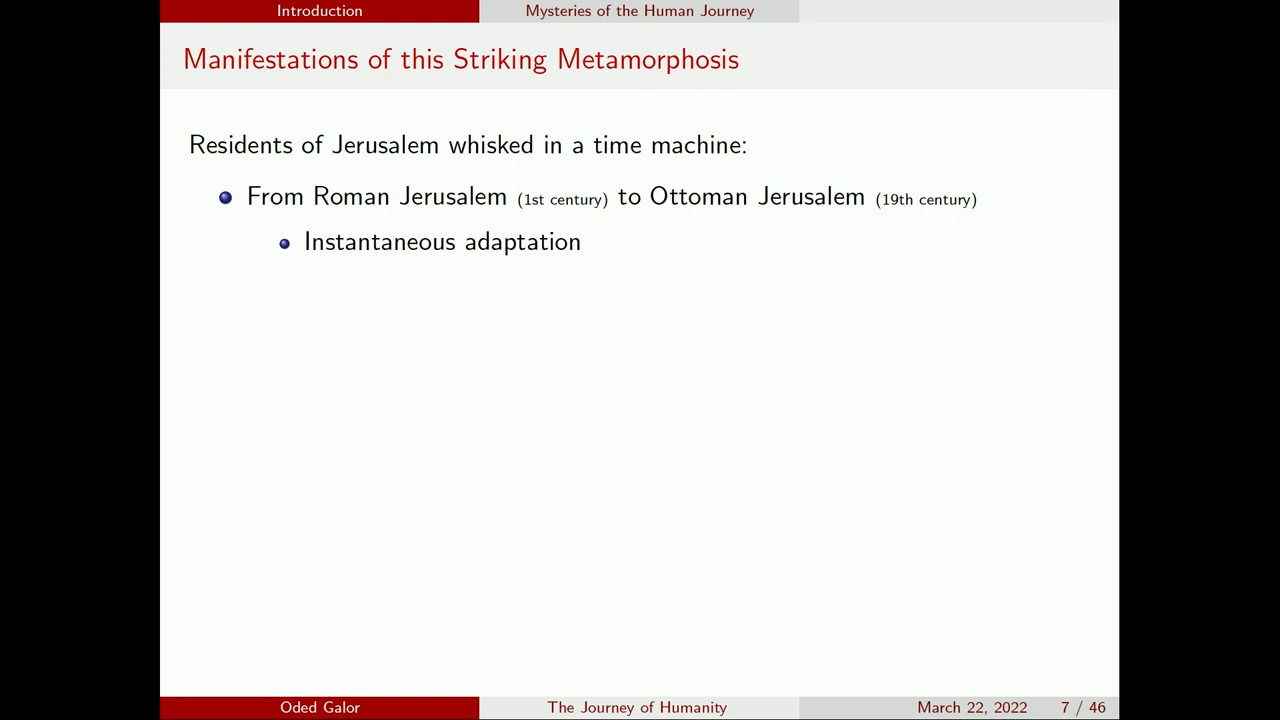 Introduction
Mysteries of the Human Journey
Manifestations of this Striking Metamorphosis
Residents of Jerusalem whisked in a time machine:
From Roman Jerusalem (1st century) to Ottoman Jerusalem (19th century)
Instantaneous adaptation
Oded Galor
The Journey of Humanity
March 22, 2022
7 / 46